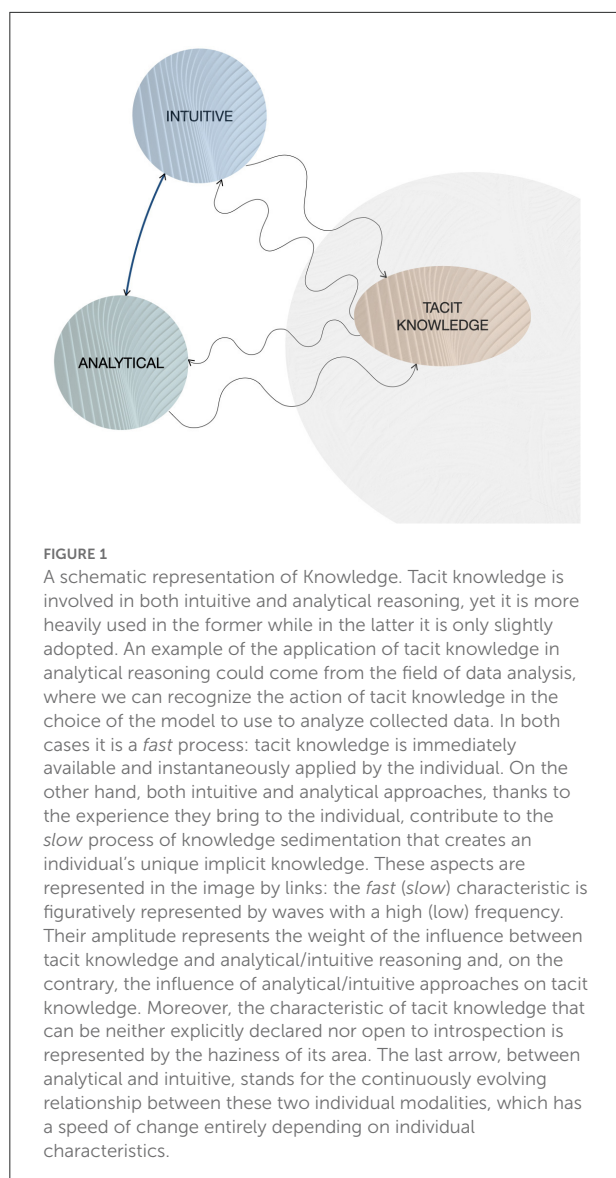 INTUITIVE
TACIT
KNOWLEDGE
ANALYTICAL
FIGURE 1
A schematic representation of Knowledge. Tacit knowledge is
involved in both intuitive and analytical reasoning, yet it is more
heavily used in the former while in the latter it is only slightly
adopted. An example of the application of tacit knowledge in
analytical reasoning could come from the field of data analysis,
where we can recognize the action of tacit knowledge in the
choice of the model to use to analyze collected data. In both
cases it is a fast process: tacit knowledge is immediately
available and instantaneously applied by the individual. On the
other hand, both intuitive and analytical approaches, thanks to
the experience they bring to the individual, contribute to the
slow process of knowledge sedimentation that creates an
individual's unique implicit knowledge. These aspects are
represented in the image by links: the fast (slow) characteristic is
figuratively represented by waves with a high (low) frequency.
Their amplitude represents the weight of the influence between
tacit knowledge and analytical/intuitive reasoning and, on the
contrary, the influence of analytical/intuitive approaches on tacit
knowledge. Moreover, the characteristic of tacit knowledge that
can be neither explicitly declared nor open to introspection is
represented by the haziness of its area. The last arrow, between
analytical and intuitive, stands for the continuously evolving
relationship between these two individual modalities, which has
a speed of change entirely depending on individual
characteristics.